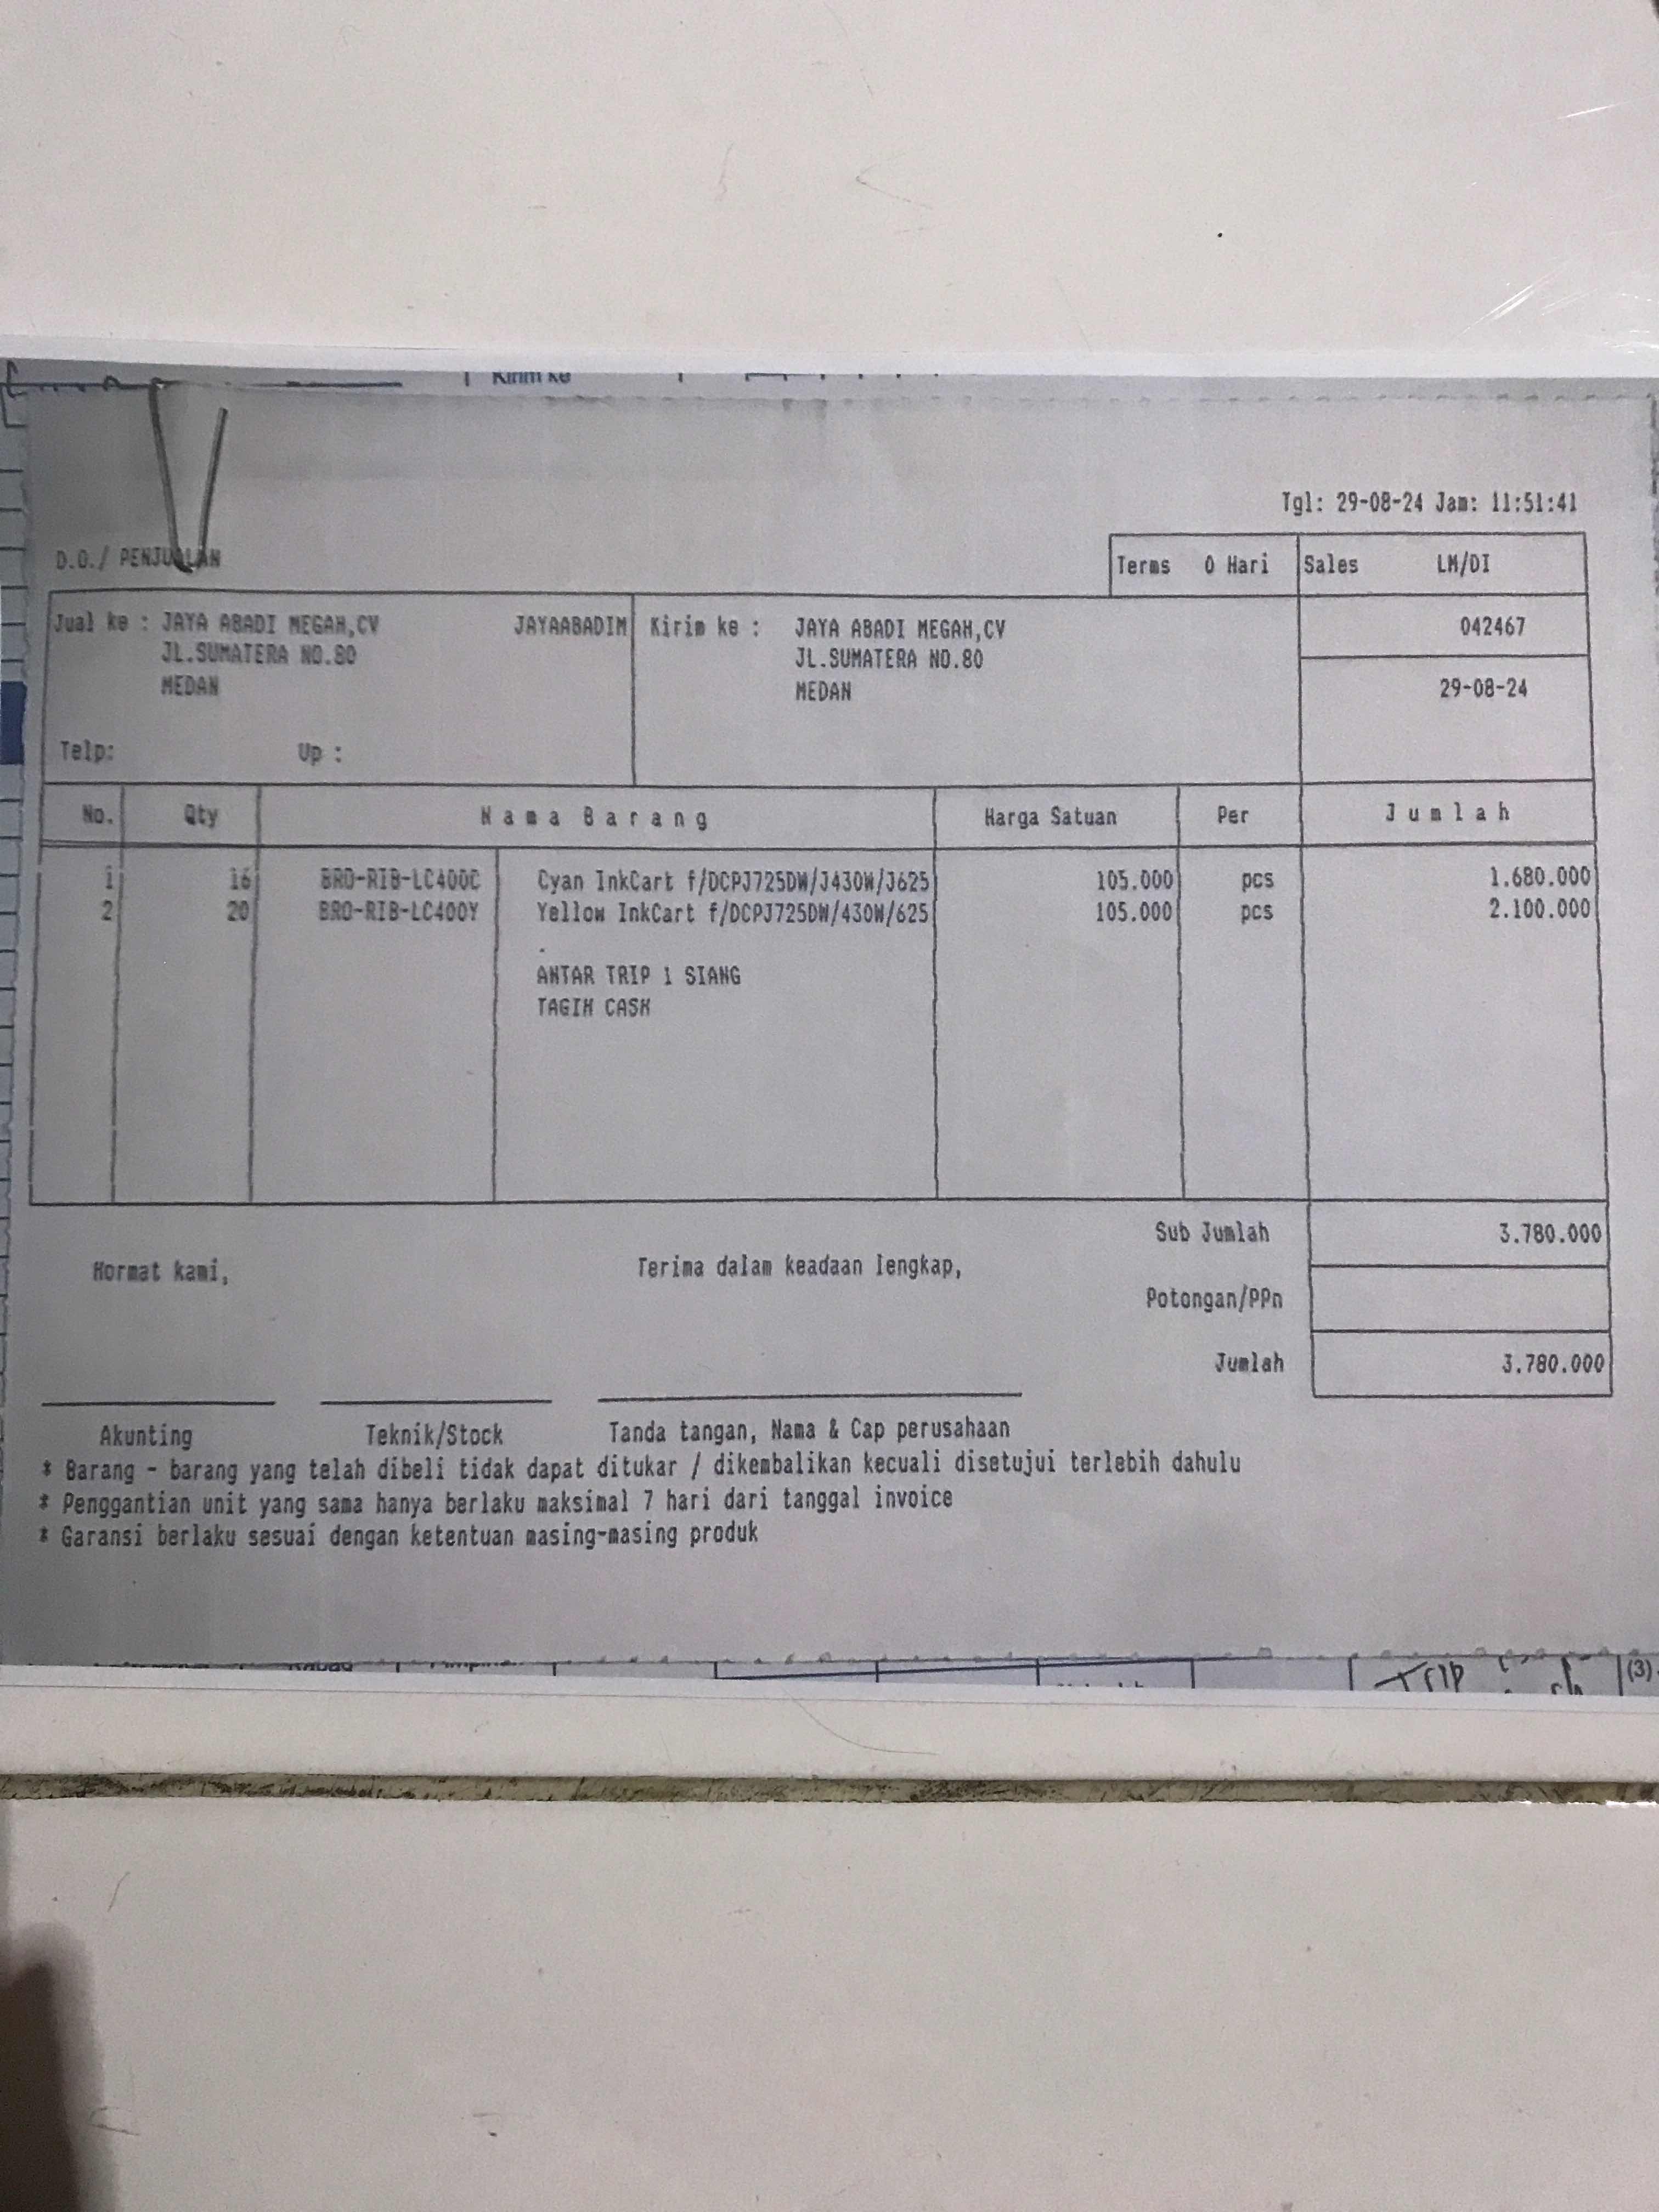 Kirim ke
Tgl: 29-08-24 Jam: 11:51:41
D.O./ PENJUALAN
Terms 0 Hari Sales LM/DI
Jual ke : JAYA ABADI MEGAH,CV JAYAABADIM Kirim ke : JAYA ABADI MEGAH,CV 042467
JL.SUMATERA NO.80 JL.SUMATERA NO.80
MEDAN MEDAN 29-08-24
Telp: Up :
No. Qty Nama Barang Harga Satuan Per Jumlah
1 16 BRO-RIB-LC400C Cyan InkCart f/DCPJ725DW/J430W/J625 105.000 pcs 1.680.000
2 20 BRO-RIB-LC400Y Yellow InkCart f/DCPJ725DW/430W/625 105.000 pcs 2.100.000
.
ANTAR TRIP 1 SIANG
TAGIH CASH
Sub Jumlah 3.780.000
Hormat kami, Terima dalam keadaan lengkap,
Potongan/PPn
Jumlah 3.780.000
Akunting Teknik/Stock Tanda tangan, Nama & Cap perusahaan
* Barang - barang yang telah dibeli tidak dapat ditukar / dikembalikan kecuali disetujui terlebih dahulu
* Penggantian unit yang sama hanya berlaku maksimal 7 hari dari tanggal invoice
* Garansi berlaku sesuai dengan ketentuan masing-masing produk
(3)